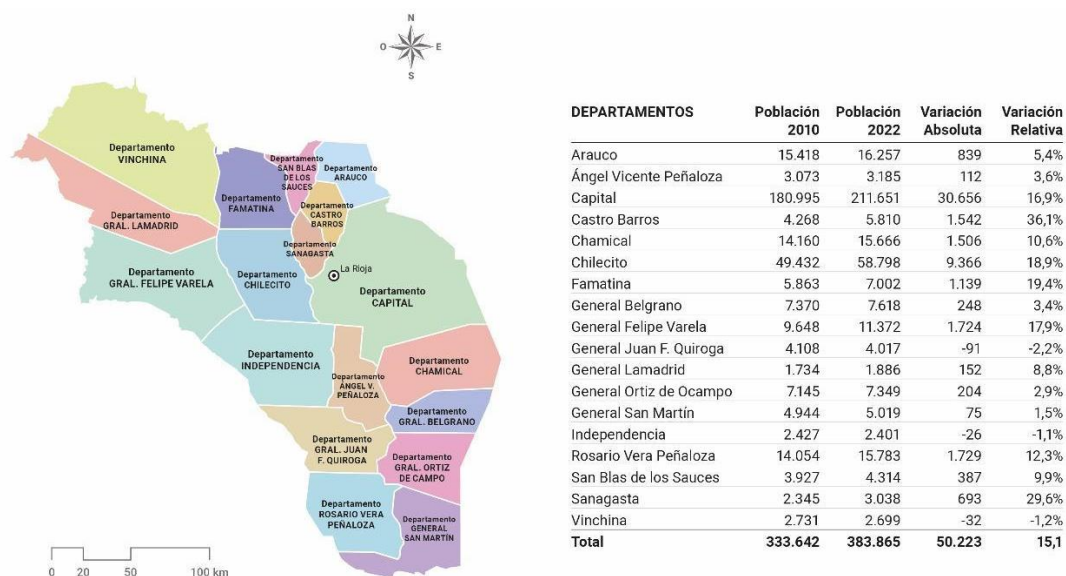 N
O
E
S
Departamento
VINCHINA
Departamento
SAN BLAS
DE LOS
SAUCES
Departamento
ARAUCO
Departamento
FAMATINA
Departamento
CASTRO
BARROS
Departamento
GRAL. LAMADRID
Departamento
SANAGASTA
La Rioja
Departamento
GRAL. FELIPE VARELA
Departamento
CHILECITO
Departamento
CAPITAL
Departamento
INDEPENDENCIA
Departamento
ÁNGEL V.
PEÑALOZA
Departamento
CHAMICAL
Departamento
GRAL. BELGRANO
Departamento
GRAL. JUAN
F. QUIROGA
Departamento
GRAL. ORTIZ
DE CAMPO
Departamento
ROSARIO VERA
PEÑALOZA
Departamento
GENERAL
SAN MARTÍN
0 20 50 100 km
DEPARTAMENTOS Población Población Variación Variación
2010 2022 Absoluta Relativa
Arauco 15.418 16.257 839 5,4%
Ángel Vicente Peñaloza 3.073 3.185 112 3,6%
Capital 180.995 211.651 30.656 16,9%
Castro Barros 4.268 5.810 1.542 36,1%
Chamical 14.160 15.666 1.506 10,6%
Chilecito 49.432 58.798 9.366 18,9%
Famatina 5.863 7.002 1.139 19,4%
General Belgrano 7.370 7.618 248 3,4%
General Felipe Varela 9.648 11.372 1.724 17,9%
General Juan F. Quiroga 4.108 4.017 -91 -2,2%
General Lamadrid 1.734 1.886 152 8,8%
General Ortiz de Ocampo 7.145 7.349 204 2,9%
General San Martín 4.944 5.019 75 1,5%
Independencia 2.427 2.401 -26 -1,1%
Rosario Vera Peñaloza 14.054 15.783 1.729 12,3%
San Blas de los Sauces 3.927 4.314 387 9,9%
Sanagasta 2.345 3.038 693 29,6%
Vinchina 2.731 2.699 -32 -1,2%
Total 333.642 383.865 50.223 15,1